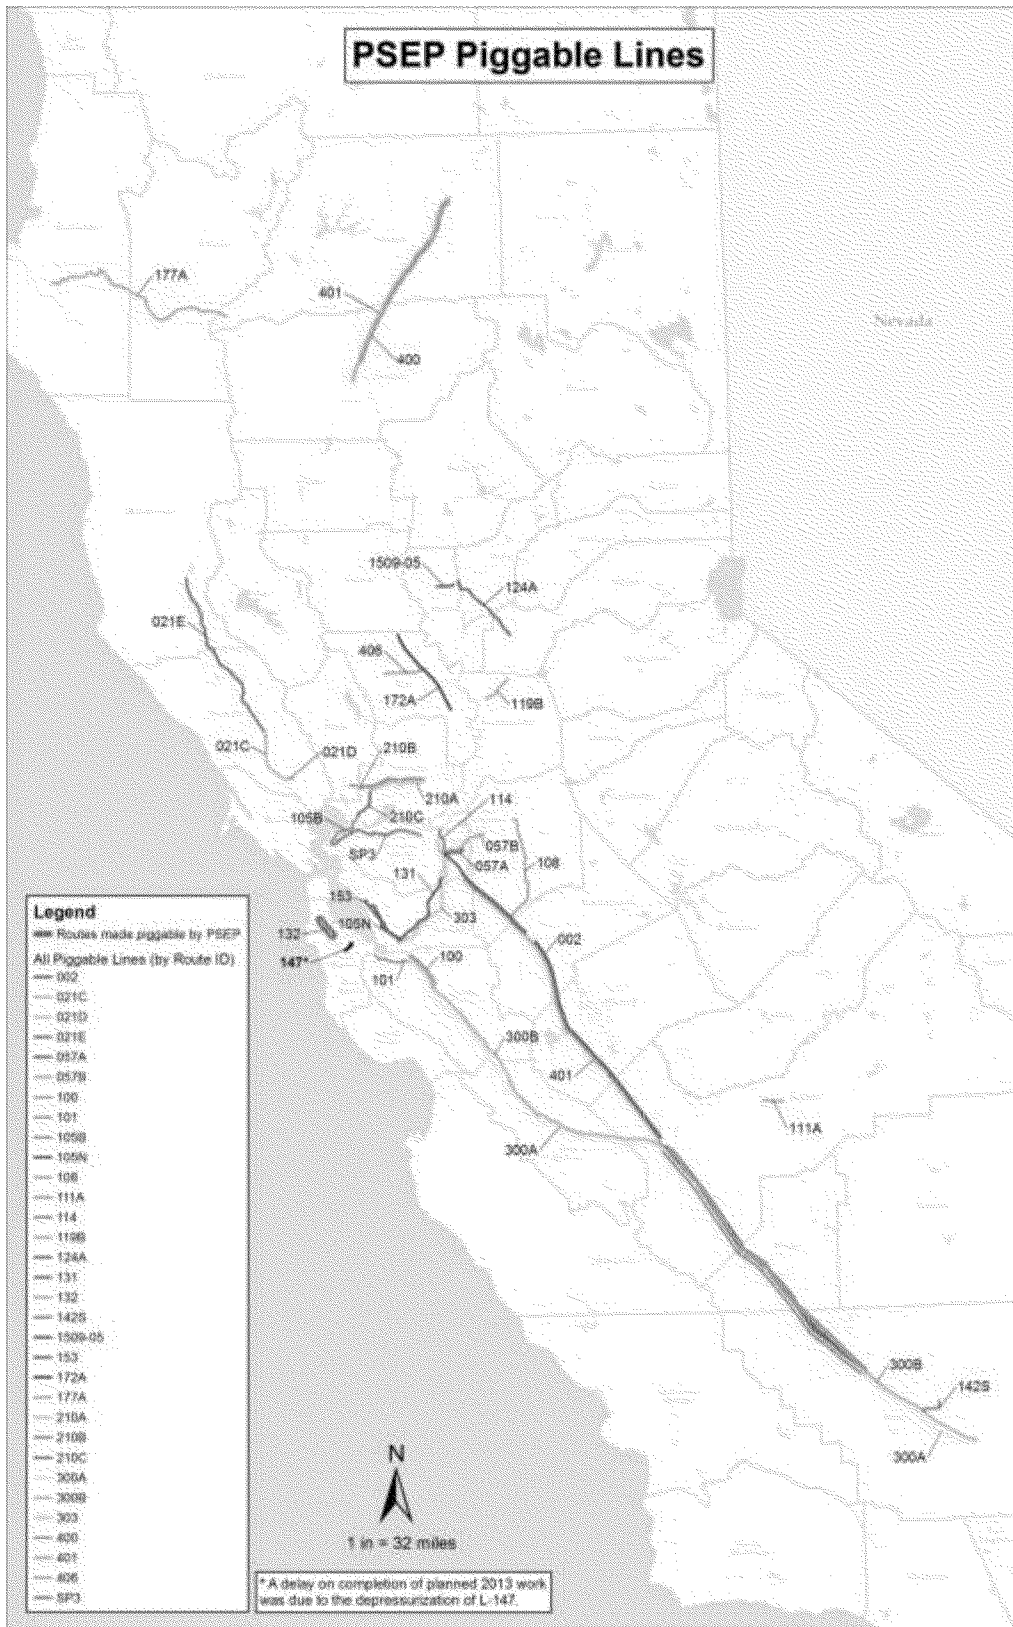 PSEP Piggable Lines
177A
401
400
Nevada
1509-05
124A
021E
406
172A
119B
021C
021D
210B
210A
114
105B
210C
057B
SP3
057A
108
131
153
303
132
105N
002
147*
100
101
300B
401
111A
300A
300B
142S
300A
Legend
Routes made piggable by PSEP
All Piggable Lines (by Route ID)
002
021C
021D
021E
057A
057B
100
101
105B
105N
108
111A
114
119B
124A
131
132
142S
1509-05
153
172A
177A
210A
210B
210C
300A
300B
303
400
401
406
SP3
N
1 in = 32 miles
* A delay on completion of planned 2013 work
was due to the depressurization of L-147.